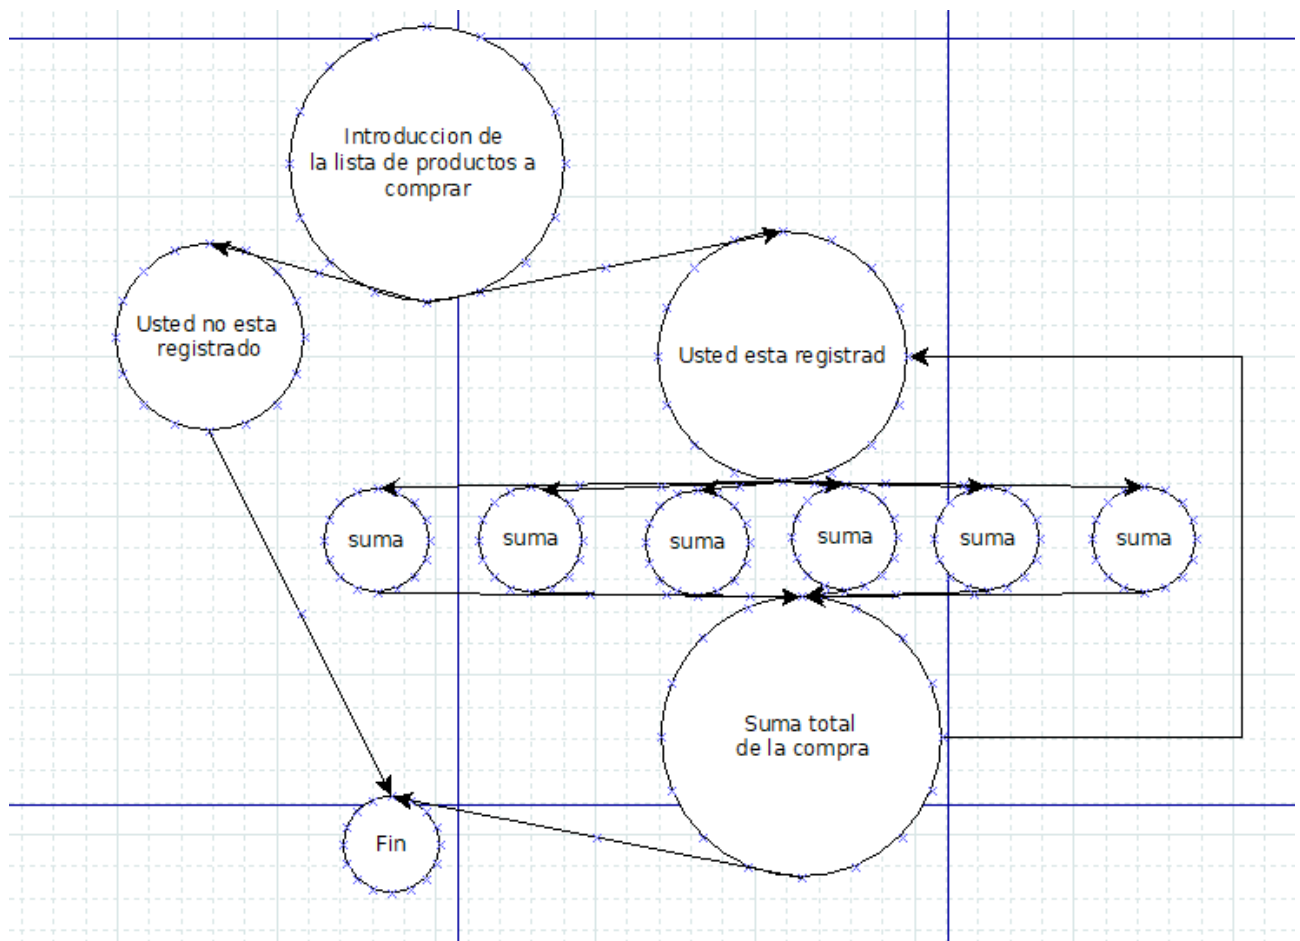 Introduccion de
la lista de productos a
comprar
Usted no esta
registrado
Usted esta registrad
suma
suma
suma
suma
suma
suma
Suma total
de la compra
Fin